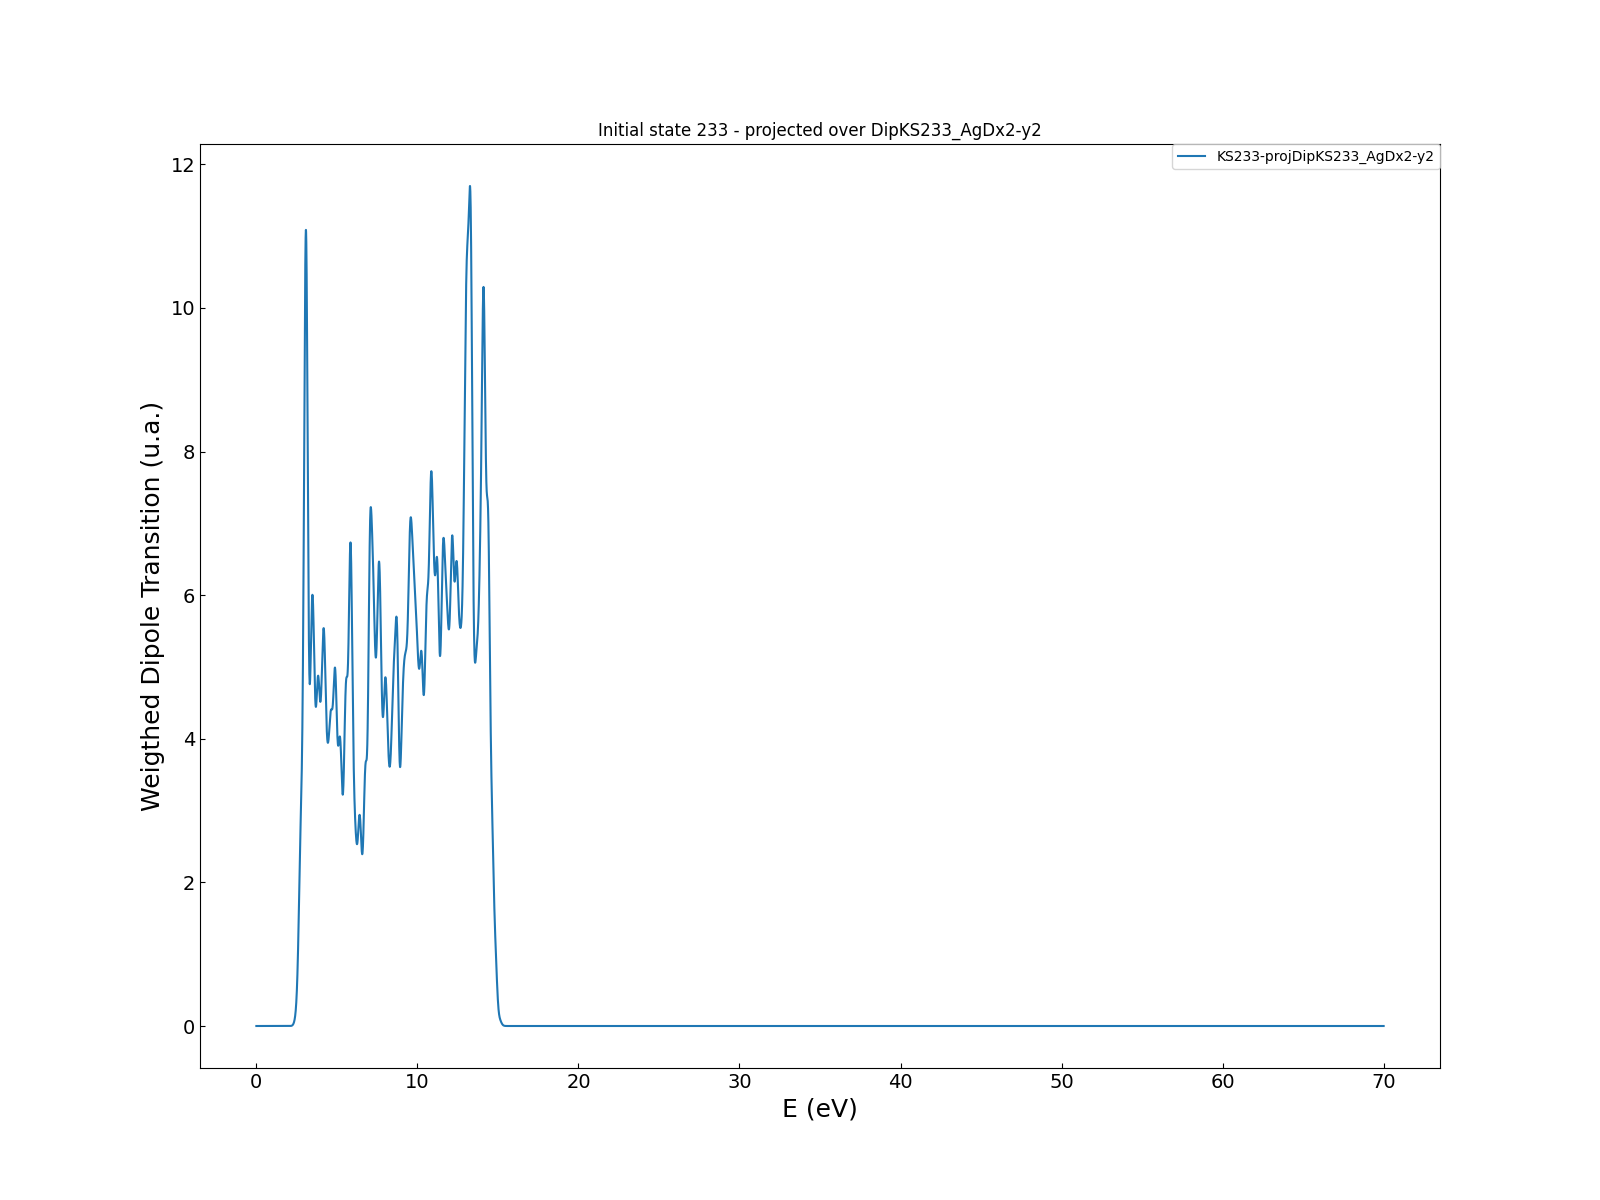 Initial state 233 - projected over DipKS233_AgDx2-y2
KS233-projDipKS233_AgDx2-y2
12
10
8
6
4
2
0
Weigthed Dipole Transition (u.a.)
0 10 20 30 40 50 60 70
E (eV)